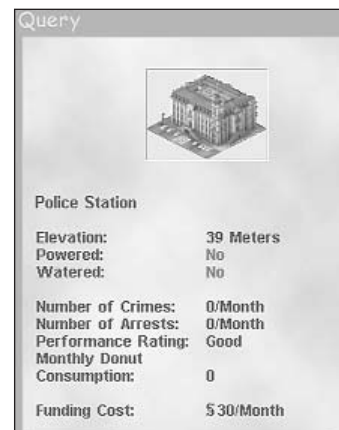 Query
Police Station
Elevation: 39 Meters
Powered: No
Watered: No
Number of Crimes: 0/Month
Number of Arrests: 0/Month
Performance Rating: Good
Monthly Donut
Consumption: 0
Funding Cost: $30/Month